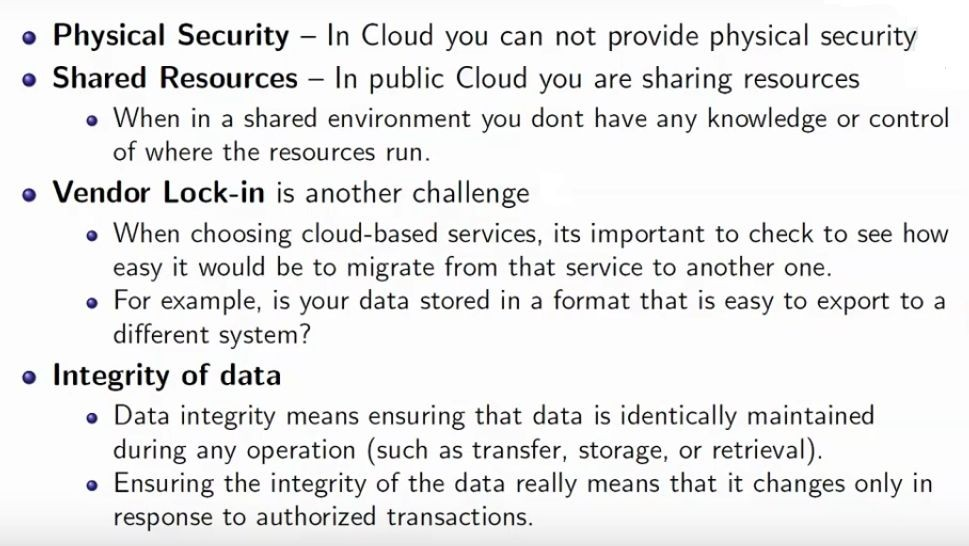 Physical Security – In Cloud you can not provide physical security
Shared Resources – In public Cloud you are sharing resources
When in a shared environment you dont have any knowledge or control
of where the resources run.
Vendor Lock-in is another challenge
When choosing cloud-based services, its important to check to see how
easy it would be to migrate from that service to another one.
For example, is your data stored in a format that is easy to export to a
different system?
Integrity of data
Data integrity means ensuring that data is identically maintained
during any operation (such as transfer, storage, or retrieval).
Ensuring the integrity of the data really means that it changes only in
response to authorized transactions.